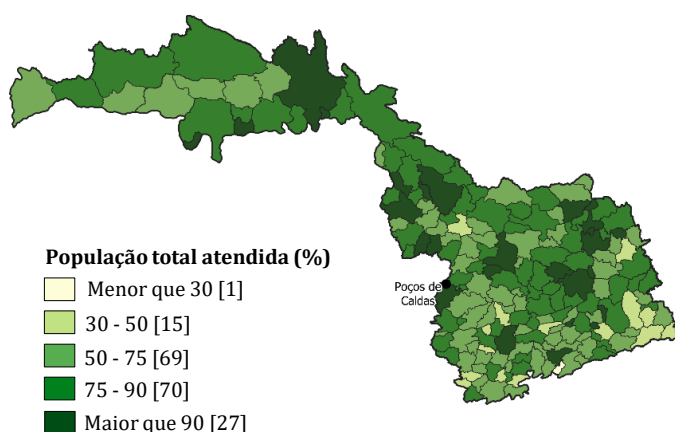 População total atendida (%)
Menor que 30 [1]
30 - 50 [15]
50 - 75 [69]
75 - 90 [70]
Maior que 90 [27]
Poços de
Caldas